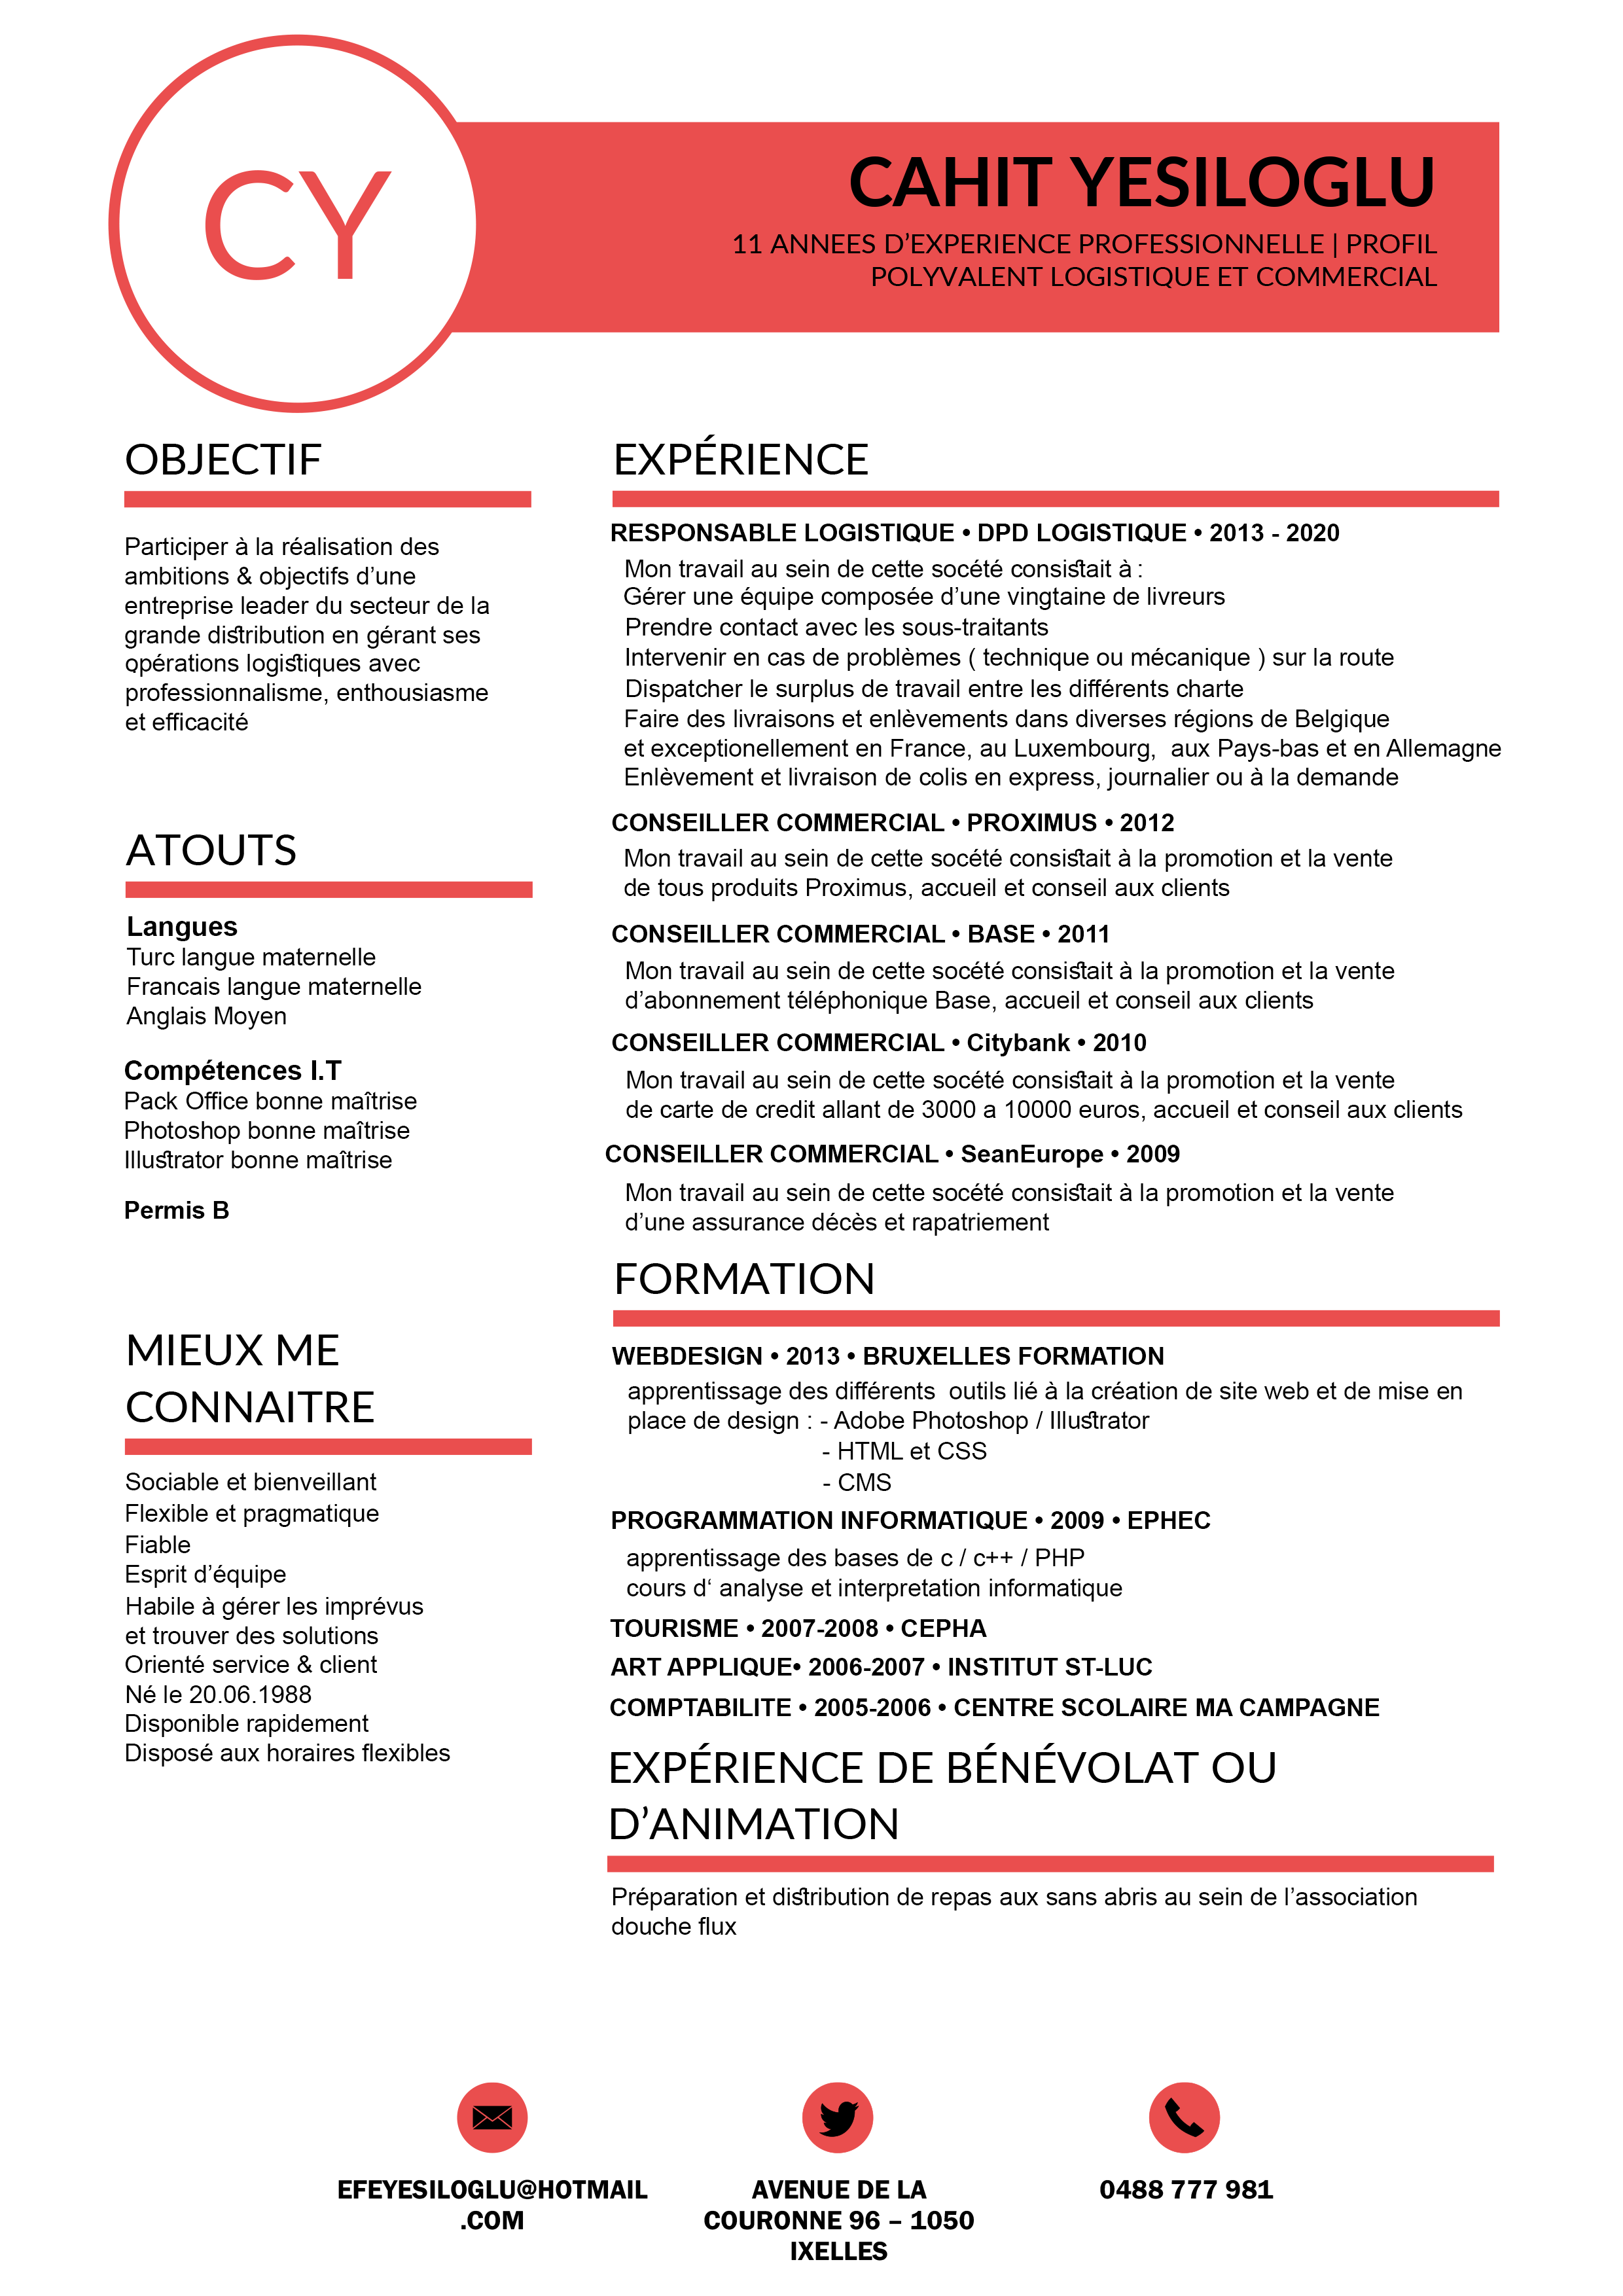 CY
CAHIT YESILOGLU
11 ANNEES D’EXPERIENCE PROFESSIONNELLE | PROFIL
POLYVALENT LOGISTIQUE ET COMMERCIAL
OBJECTIF
Participer à la réalisation des
ambitions & objectifs d’une
entreprise leader du secteur de la
grande distribution en gérant ses
opérations logistiques avec
professionnalisme, enthousiasme
et efficacité
ATOUTS
Langues
Turc langue maternelle
Francais langue maternelle
Anglais Moyen
Compétences I.T
Pack Office bonne maîtrise
Photoshop bonne maîtrise
Illustrator bonne maîtrise
Permis B
MIEUX ME
CONNAITRE
Sociable et bienveillant
Flexible et pragmatique
Fiable
Esprit d’équipe
Habile à gérer les imprévus
et trouver des solutions
Orienté service & client
Né le 20.06.1988
Disponible rapidement
Disposé aux horaires flexibles
EXPÉRIENCE
RESPONSABLE LOGISTIQUE • DPD LOGISTIQUE • 2013 - 2020
Mon travail au sein de cette socété consistait à :
Gérer une équipe composée d’une vingtaine de livreurs
Prendre contact avec les sous-traitants
Intervenir en cas de problèmes ( technique ou mécanique ) sur la route
Dispatcher le surplus de travail entre les différents charte
Faire des livraisons et enlèvements dans diverses régions de Belgique
et exceptionellement en France, au Luxembourg,  aux Pays-bas et en Allemagne
Enlèvement et livraison de colis en express, journalier ou à la demande
CONSEILLER COMMERCIAL • PROXIMUS • 2012
Mon travail au sein de cette socété consistait à la promotion et la vente
de tous produits Proximus, accueil et conseil aux clients
CONSEILLER COMMERCIAL • BASE • 2011
Mon travail au sein de cette socété consistait à la promotion et la vente
d’abonnement téléphonique Base, accueil et conseil aux clients
CONSEILLER COMMERCIAL • Citybank • 2010
Mon travail au sein de cette socété consistait à la promotion et la vente
de carte de credit allant de 3000 a 10000 euros, accueil et conseil aux clients
CONSEILLER COMMERCIAL • SeanEurope • 2009
Mon travail au sein de cette socété consistait à la promotion et la vente
d’une assurance décès et rapatriement
FORMATION
WEBDESIGN • 2013 • BRUXELLES FORMATION
apprentissage des différents  outils lié à la création de site web et de mise en
place de design : - Adobe Photoshop / Illustrator
- HTML et CSS
- CMS
PROGRAMMATION INFORMATIQUE • 2009 • EPHEC
apprentissage des bases de c / c++ / PHP
cours d‘ analyse et interpretation informatique
TOURISME • 2007-2008 • CEPHA
ART APPLIQUE• 2006-2007 • INSTITUT ST-LUC
COMPTABILITE • 2005-2006 • CENTRE SCOLAIRE MA CAMPAGNE
EXPÉRIENCE DE BÉNÉVOLAT OU
D’ANIMATION
Préparation et distribution de repas aux sans abris au sein de l’association
douche flux
EFEYESILOGLU@HOTMAIL
.COM
AVENUE DE LA
COURONNE 96 – 1050
IXELLES
0488 777 981